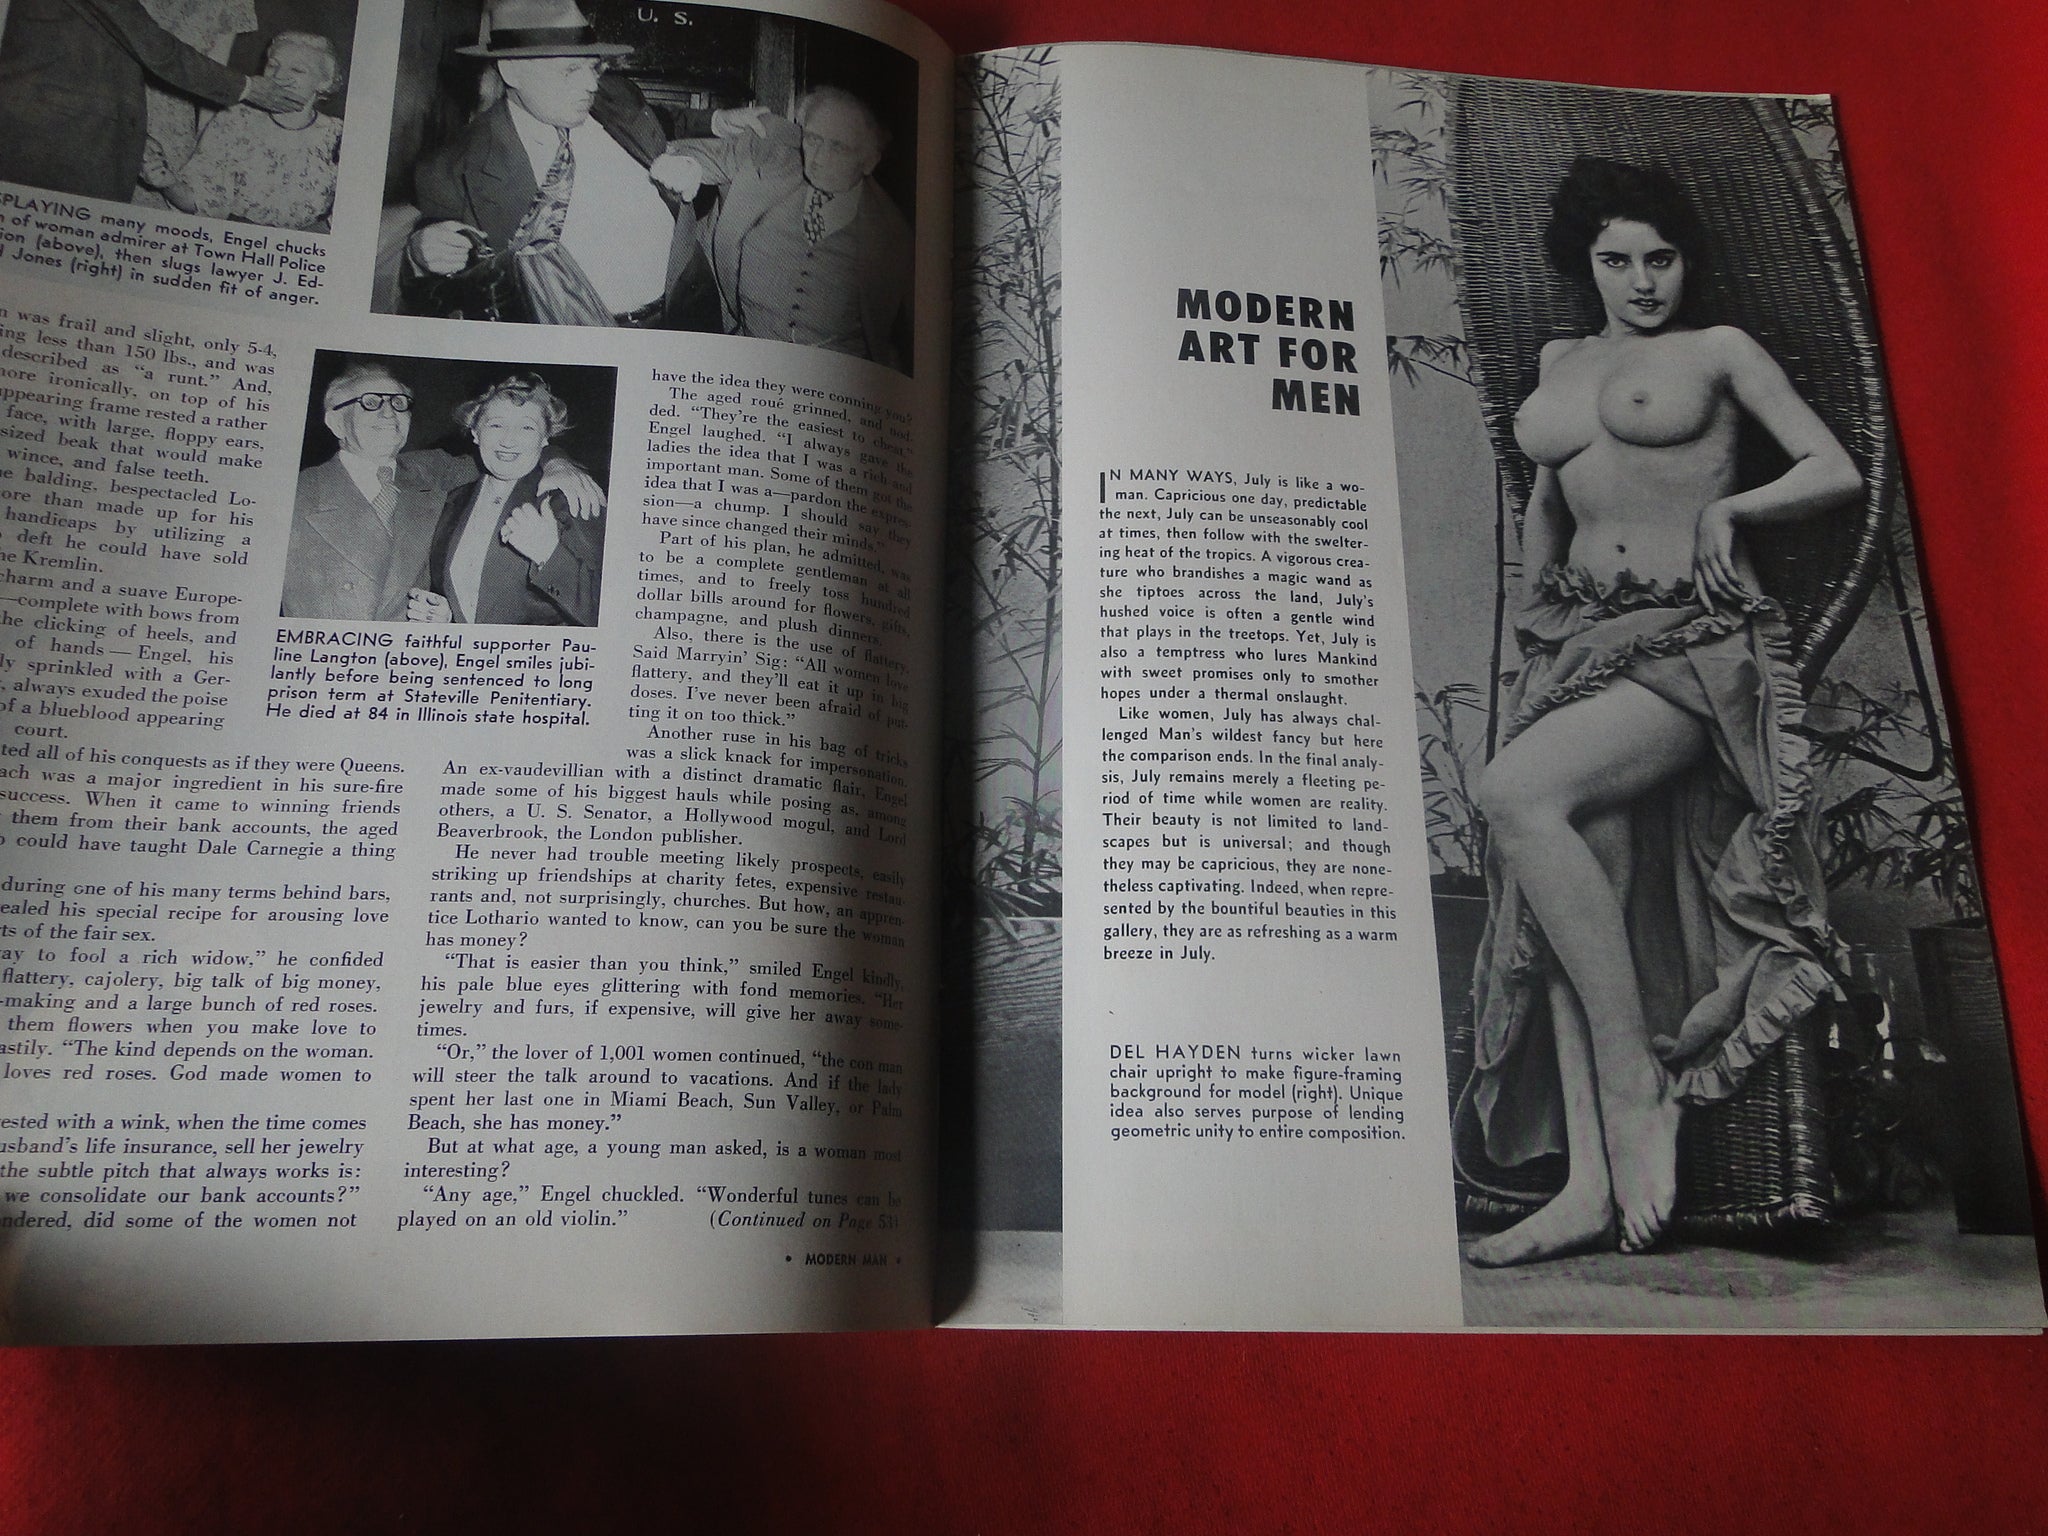 U. S.
SPLAYING many moods, Engel chucks
of woman admirer at Town Hall Police
ion (above), then slugs lawyer J. Ed-
Jones (right) in sudden fit of anger.
n was frail and slight, only 5-4,
ing less than 150 lbs., and was
described as “a runt.” And,
more ironically, on top of his
appearing frame rested a rather
face, with large, floppy ears,
sized beak that would make
wince, and false teeth.
e balding, bespectacled Lo-
ore than made up for his
handicaps by utilizing a
deft he could have sold
he Kremlin.
charm and a suave Europe-
—complete with bows from
he clicking of heels, and
of hands—Engel, his
ly sprinkled with a Ger-
, always exuded the poise
of a blueblood appearing
court.
ted all of his conquests as if they were Queens.
ach was a major ingredient in his sure-fire
success. When it came to winning friends
them from their bank accounts, the aged
could have taught Dale Carnegie a thing
during one of his many terms behind bars,
ealed his special recipe for arousing love
ts of the fair sex.
ay to fool a rich widow,” he confided
flattery, cajolery, big talk of big money,
-making and a large bunch of red roses.
them flowers when you make love to
astily. “The kind depends on the woman.
loves red roses. God made women to
ested with a wink, when the time comes
usband’s life insurance, sell her jewelry
the subtle pitch that always works is:
we consolidate our bank accounts?”
ndered, did some of the women not
EMBRACING faithful supporter Pau-
line Langton (above), Engel smiles jubi-
lantly before being sentenced to long
prison term at Stateville Penitentiary.
He died at 84 in Illinois state hospital.
have the idea they were conning you?
The aged roué grinned, and nod-
ded. “They’re the easiest to cheat,”
Engel laughed. “I always gave the
ladies the idea that I was a rich and
important man. Some of them got the
idea that I was a—pardon the expres-
sion—a chump. I should say they
have since changed their minds.”
Part of his plan, he admitted, was
to be a complete gentleman at all
times, and to freely toss hundred
dollar bills around for flowers, gifts,
champagne, and plush dinners.
Also, there is the use of flattery.
Said Marryin’ Sig: “All women love
flattery, and they’ll eat it up in big
doses. I’ve never been afraid of put-
ting it on too thick.”
Another ruse in his bag of tricks
was a slick knack for impersonation.
An ex-vaudevillian with a distinct dramatic flair, Engel
made some of his biggest hauls while posing as, among
others, a U. S. Senator, a Hollywood mogul, and Lord
Beaverbrook, the London publisher.
He never had trouble meeting likely prospects, easily
striking up friendships at charity fetes, expensive restau-
rants and, not surprisingly, churches. But how, an appren-
tice Lothario wanted to know, can you be sure the woman
has money?
“That is easier than you think,” smiled Engel kindly,
his pale blue eyes glittering with fond memories. “Her
jewelry and furs, if expensive, will give her away some-
times.
“Or,” the lover of 1,001 women continued, “the con man
will steer the talk around to vacations. And if the lady
spent her last one in Miami Beach, Sun Valley, or Palm
Beach, she has money.”
But at what age, a young man asked, is a woman most
interesting?
“Any age,” Engel chuckled. “Wonderful tunes can be
played on an old violin.” (Continued on Page 53)
• MODERN MAN •
MODERN
ART FOR
MEN
IN MANY WAYS, July is like a wo-
man. Capricious one day, predictable
the next, July can be unseasonably cool
at times, then follow with the swelter-
ing heat of the tropics. A vigorous crea-
ture who brandishes a magic wand as
she tiptoes across the land, July’s
hushed voice is often a gentle wind
that plays in the treetops. Yet, July is
also a temptress who lures Mankind
with sweet promises only to smother
hopes under a thermal onslaught.
Like women, July has always chal-
lenged Man’s wildest fancy but here
the comparison ends. In the final analy-
sis, July remains merely a fleeting pe-
riod of time while women are reality.
Their beauty is not limited to land-
scapes but is universal; and though
they may be capricious, they are none-
theless captivating. Indeed, when repre-
sented by the bountiful beauties in this
gallery, they are as refreshing as a warm
breeze in July.
DEL HAYDEN turns wicker lawn
chair upright to make figure-framing
background for model (right). Unique
idea also serves purpose of lending
geometric unity to entire composition.